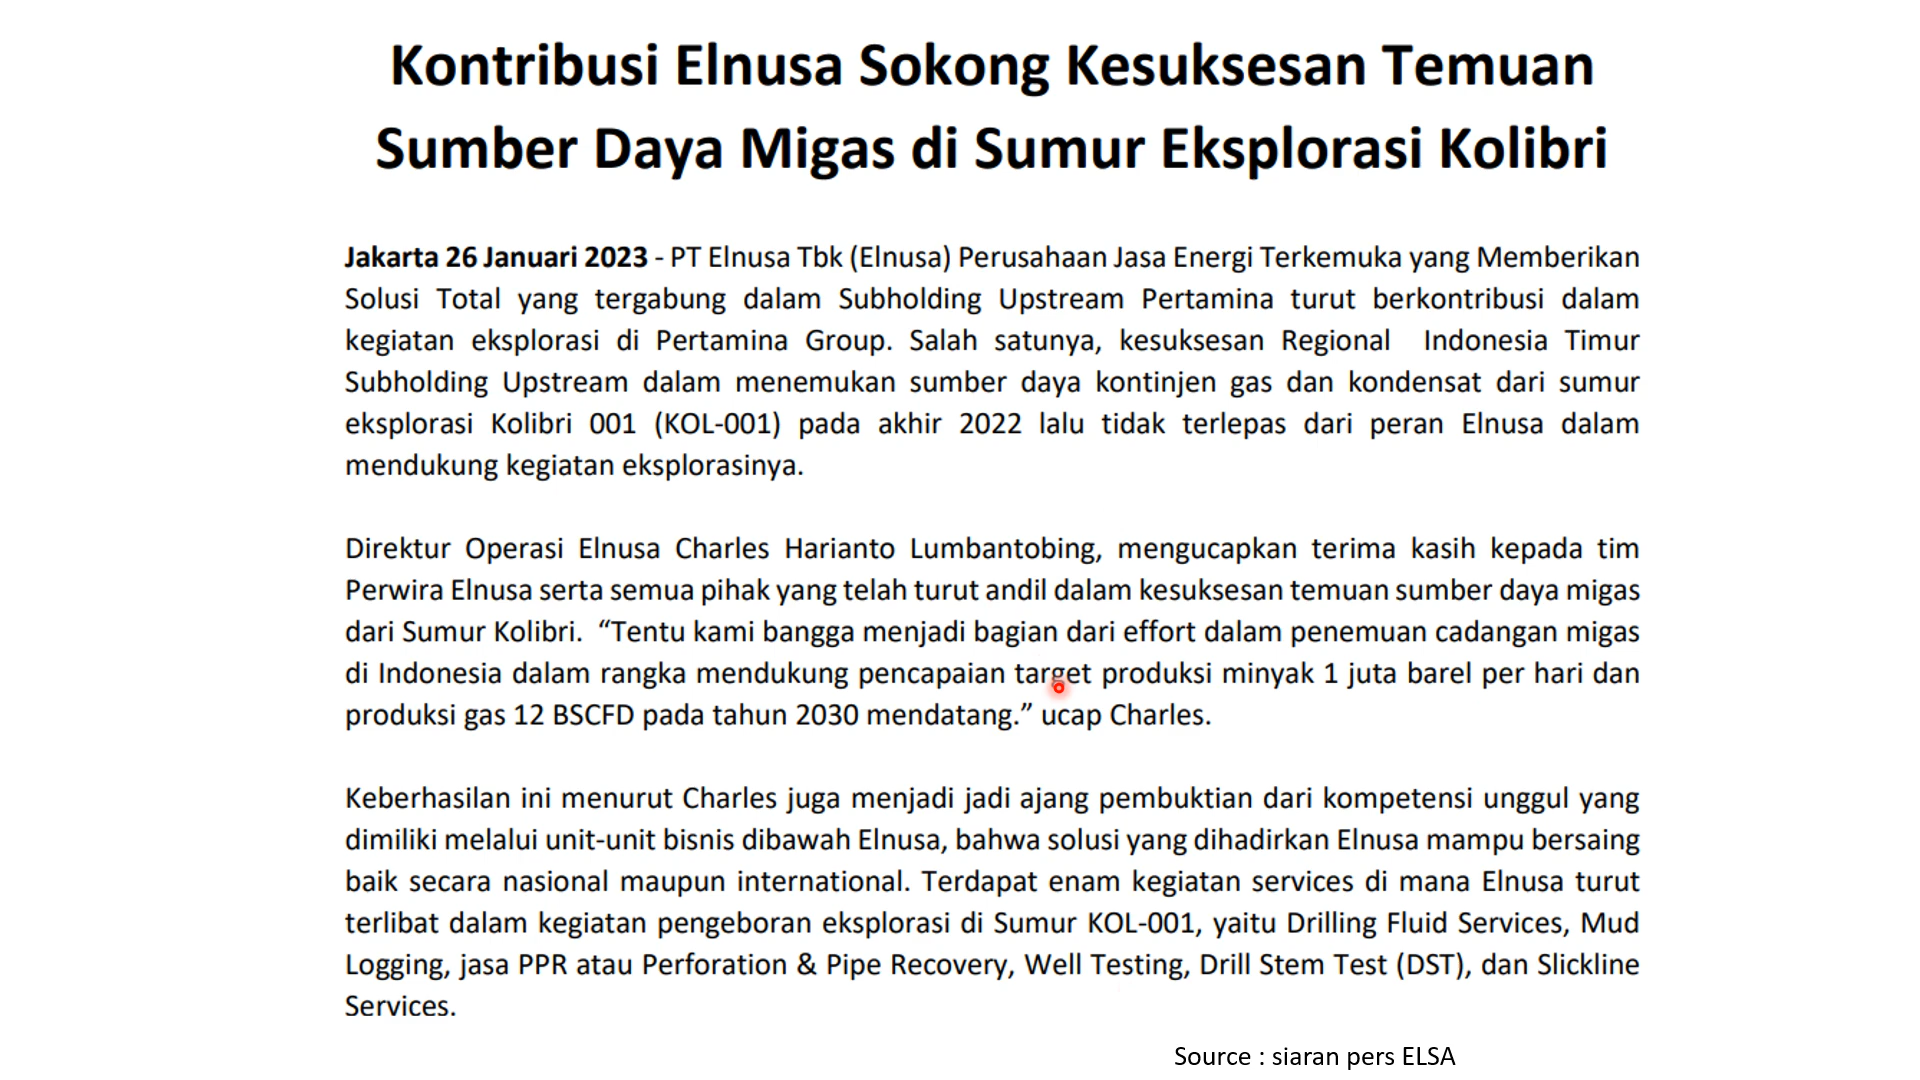 Kontribusi Elnusa Sokong Kesuksesan Temuan
Sumber Daya Migas di Sumur Eksplorasi Kolibri
Jakarta 26 Januari 2023 - PT Elnusa Tbk (Elnusa) Perusahaan Jasa Energi Terkemuka yang Memberikan
Solusi Total yang tergabung dalam Subholding Upstream Pertamina turut berkontribusi dalam
kegiatan eksplorasi di Pertamina Group. Salah satunya, kesuksesan Regional Indonesia Timur
Subholding Upstream dalam menemukan sumber daya kontinjen gas dan kondensat dari sumur
eksplorasi Kolibri 001 (KOL-001) pada akhir 2022 lalu tidak terlepas dari peran Elnusa dalam
mendukung kegiatan eksplorasinya.
Direktur Operasi Elnusa Charles Harianto Lumbantobing, mengucapkan terima kasih kepada tim
Perwira Elnusa serta semua pihak yang telah turut andil dalam kesuksesan temuan sumber daya migas
dari Sumur Kolibri. “Tentu kami bangga menjadi bagian dari effort dalam penemuan cadangan migas
di Indonesia dalam rangka mendukung pencapaian target produksi minyak 1 juta barel per hari dan
produksi gas 12 BSCFD pada tahun 2030 mendatang.” ucap Charles.
Keberhasilan ini menurut Charles juga menjadi jadi ajang pembuktian dari kompetensi unggul yang
dimiliki melalui unit-unit bisnis dibawah Elnusa, bahwa solusi yang dihadirkan Elnusa mampu bersaing
baik secara nasional maupun international. Terdapat enam kegiatan services di mana Elnusa turut
terlibat dalam kegiatan pengeboran eksplorasi di Sumur KOL-001, yaitu Drilling Fluid Services, Mud
Logging, jasa PPR atau Perforation & Pipe Recovery, Well Testing, Drill Stem Test (DST), dan Slickline
Services.
Source : siaran pers ELSA